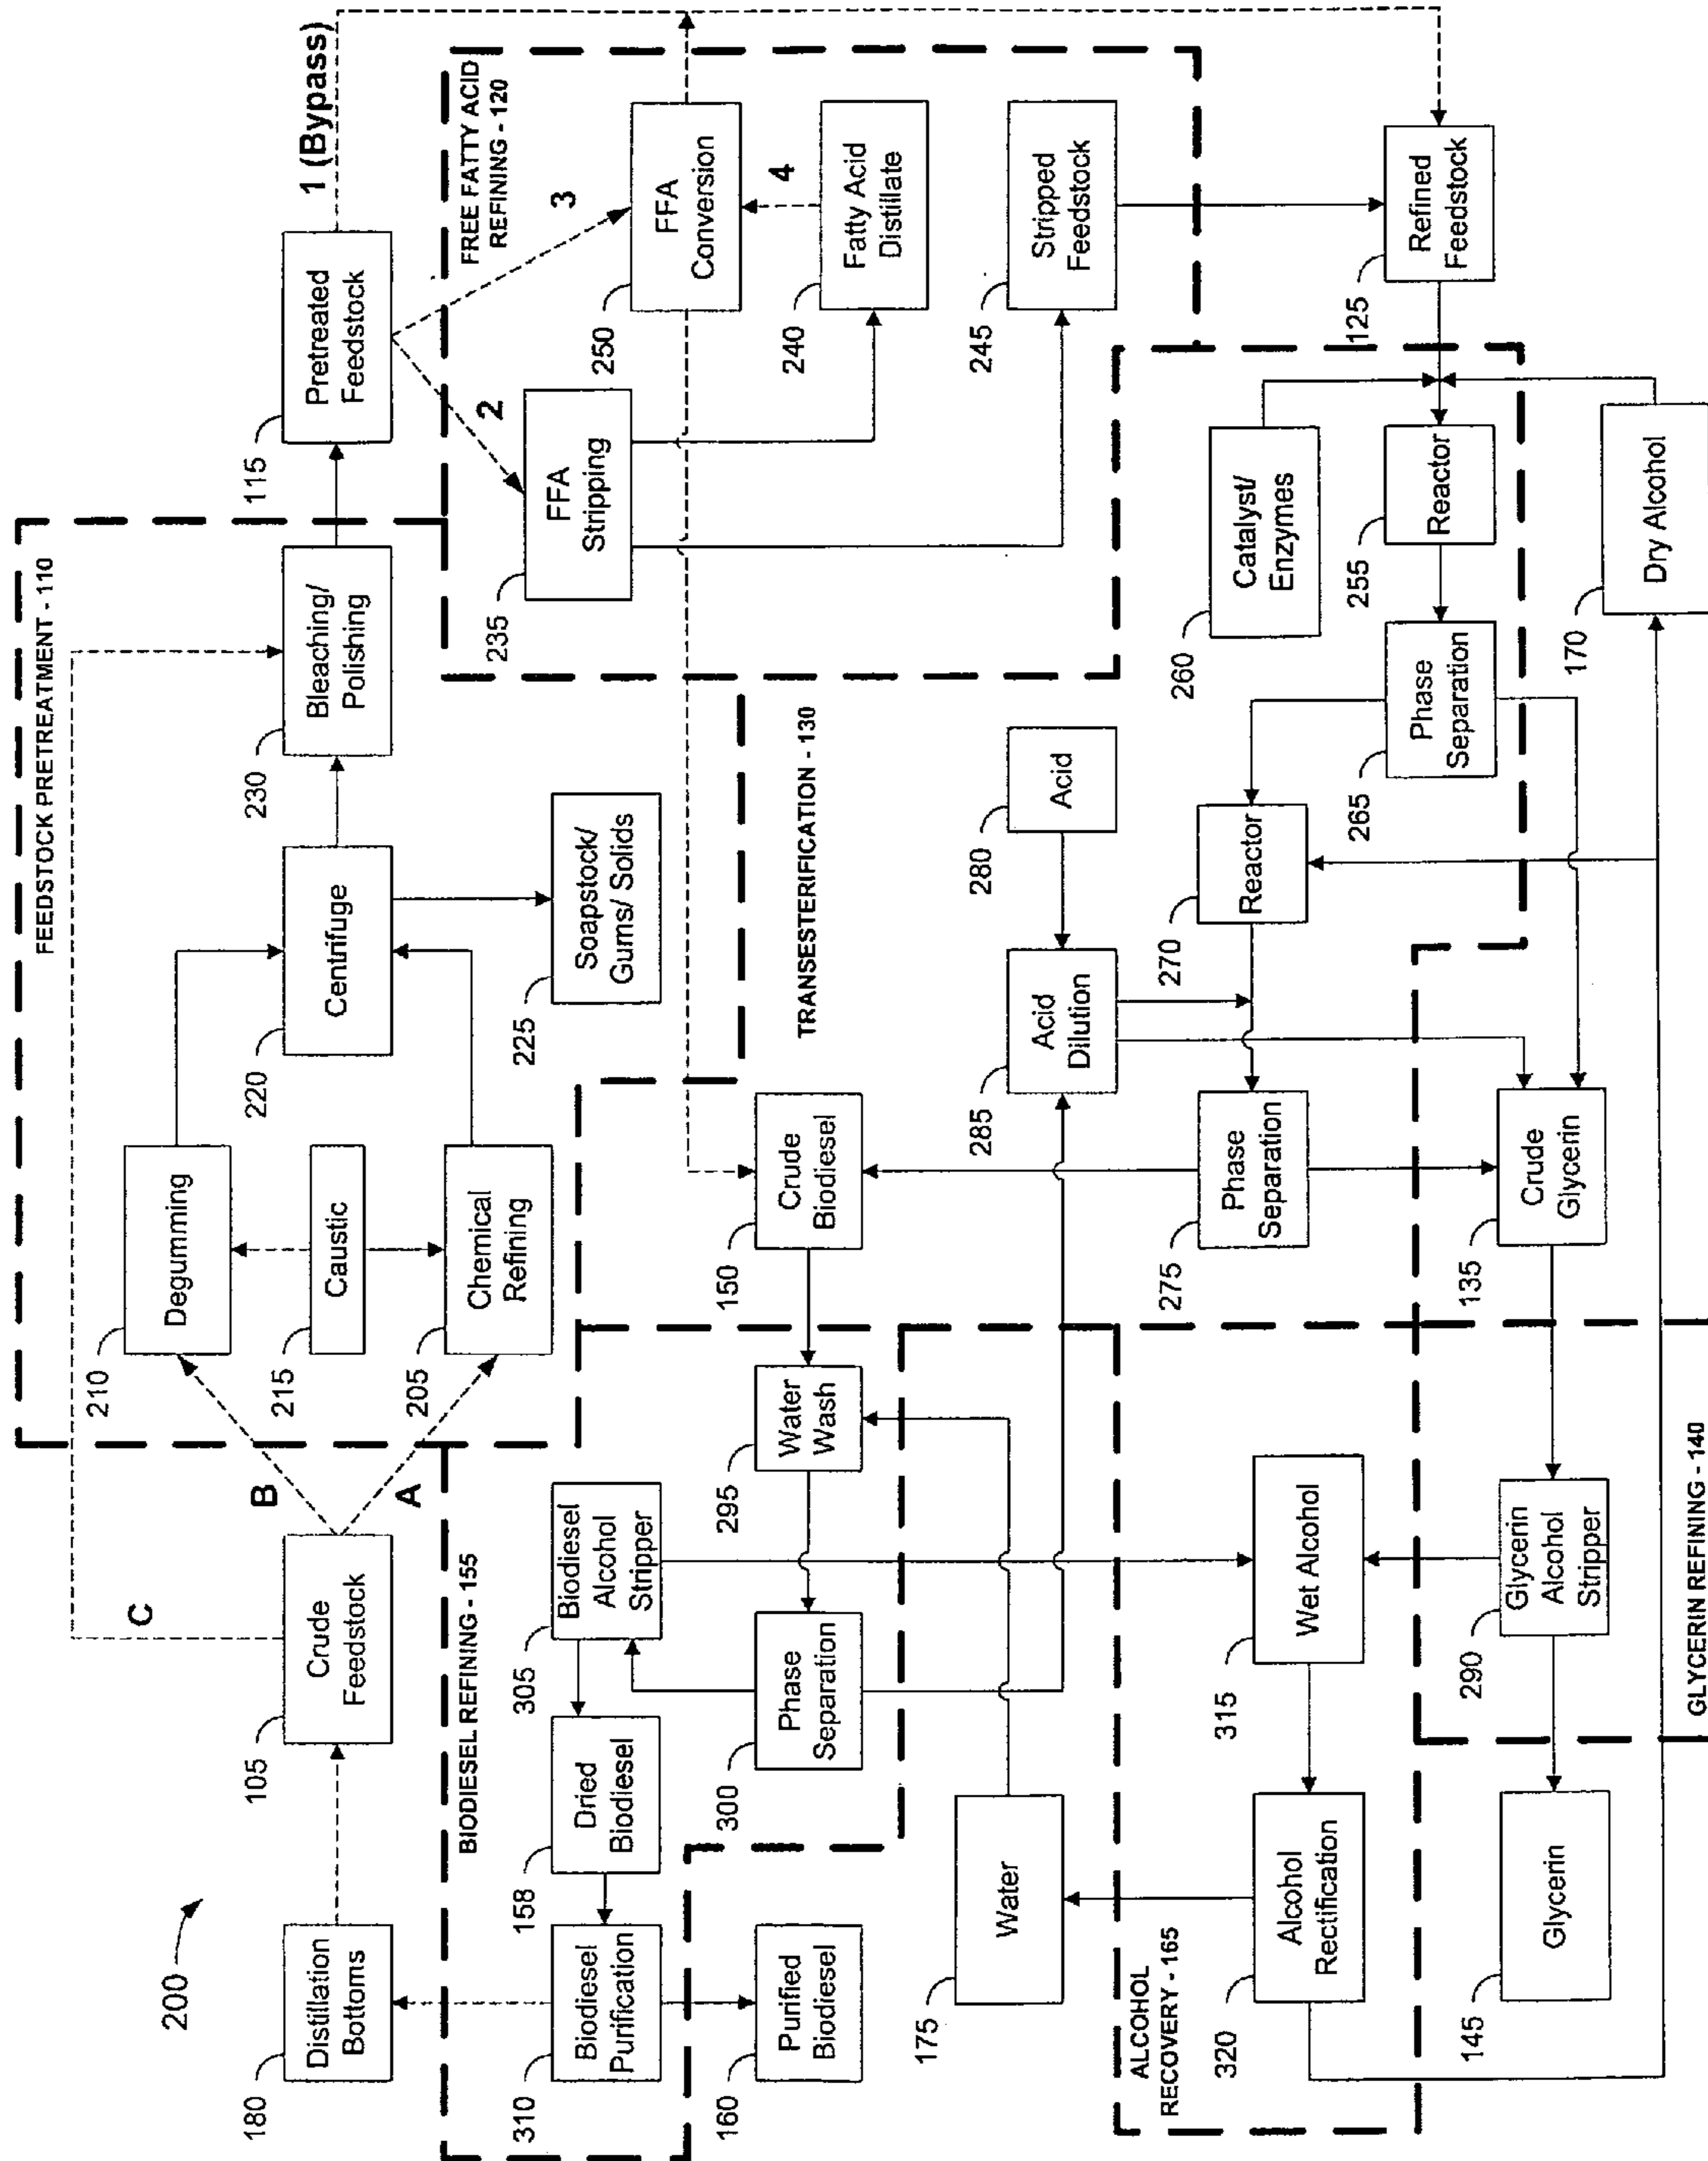 200
180
Distillation
Bottoms
105
Crude
Feedstock
C
B
A
FEEDSTOCK PRETREATMENT - 110
210
Degumming
215
Caustic
205
Chemical
Refining
220
Centrifuge
225
Soapstock/
Gums/ Solids
230
Bleaching/
Polishing
115
Pretreated
Feedstock
1 (Bypass)
2
3
FREE FATTY ACID
REFINING - 120
235
FFA
Stripping
250
FFA
Conversion
4
240
Fatty Acid
Distillate
245
Stripped
Feedstock
125
Refined
Feedstock
BIODIESEL REFINING - 155
310
Biodiesel
Purification
158
Dried
Biodiesel
305
Biodiesel
Alcohol
Stripper
160
Purified
Biodiesel
300
Phase
Separation
295
Water
Wash
150
Crude
Biodiesel
TRANSESTERIFICATION - 130
175
Water
285
Acid
Dilution
280
Acid
260
Catalyst/
Enzymes
ALCOHOL
RECOVERY - 165
320
Alcohol
Rectification
315
Wet Alcohol
275
Phase
Separation
270
Reactor
265
Phase
Separation
255
Reactor
145
Glycerin
290
Glycerin
Alcohol
Stripper
135
Crude
Glycerin
170
Dry Alcohol
GLYCERIN REFINING - 140